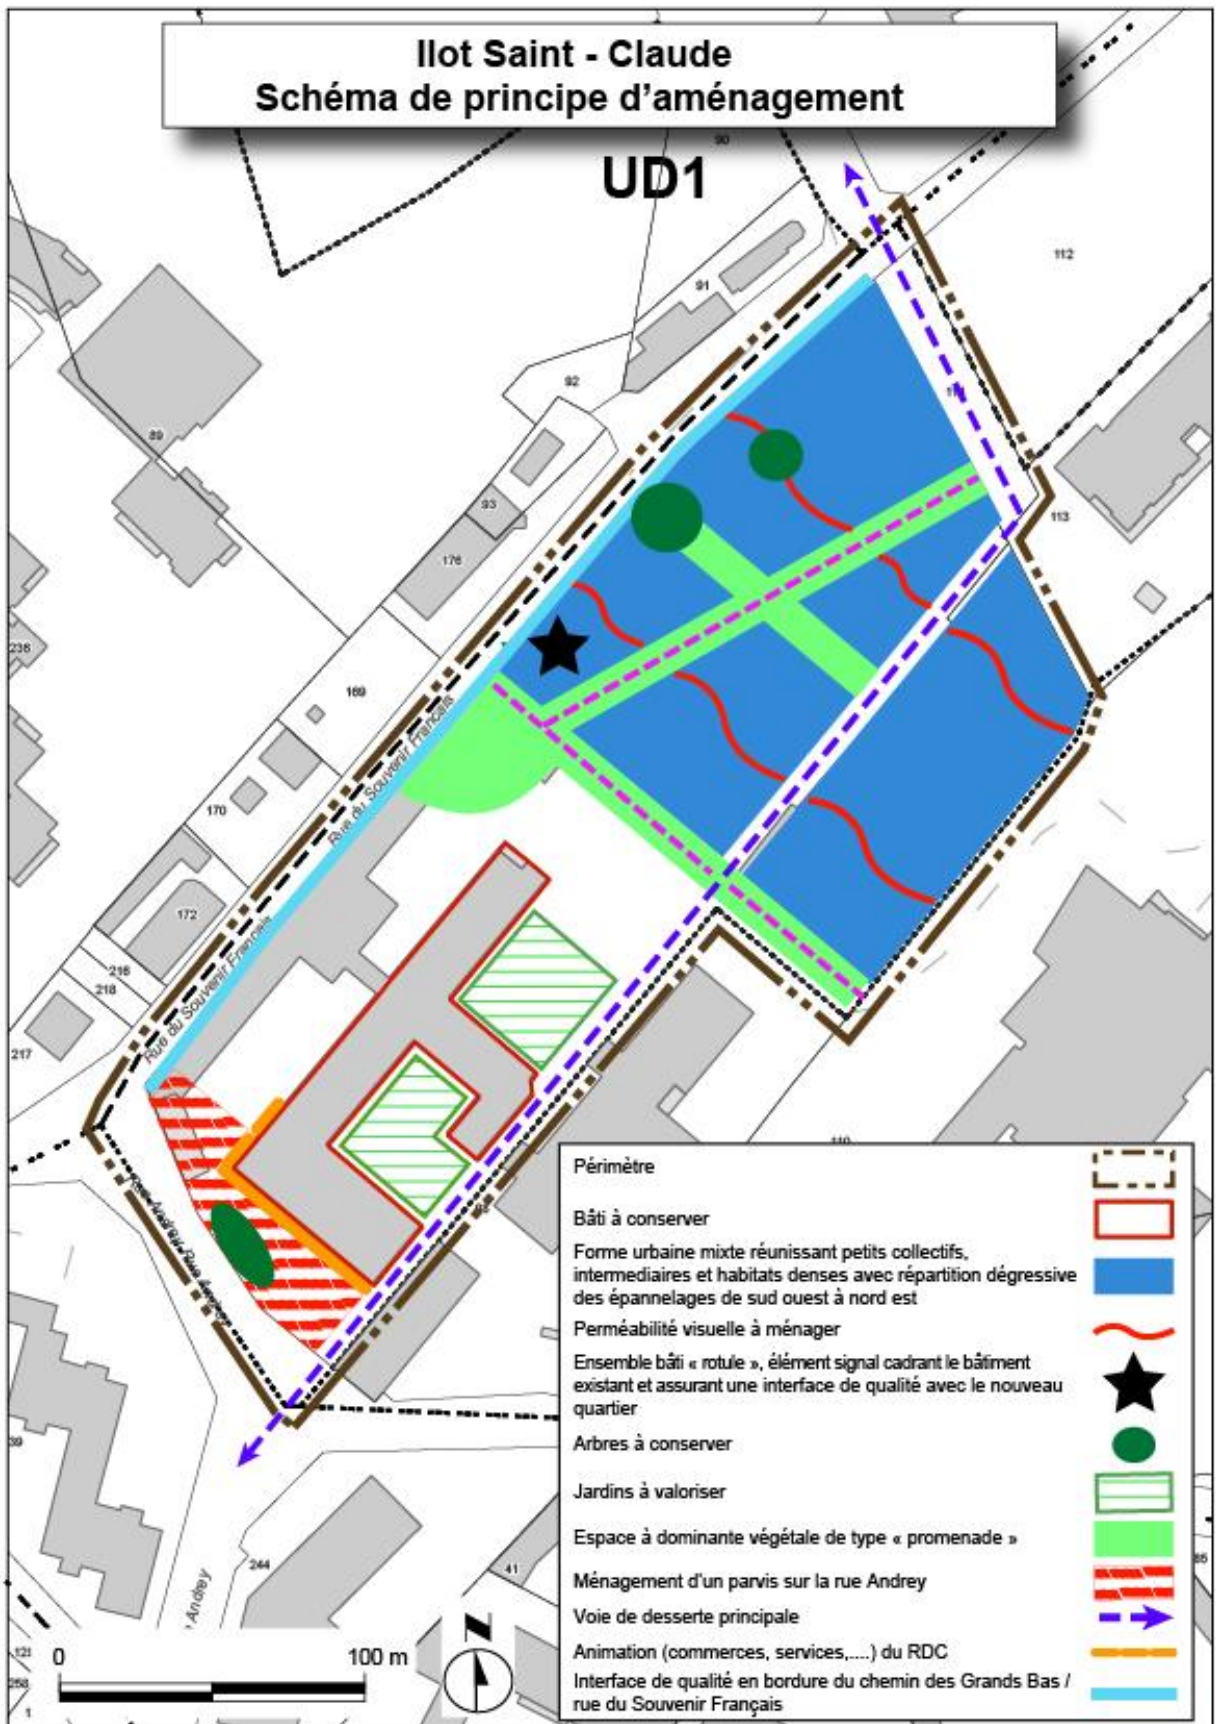 Ilot Saint - Claude
Schéma de principe d'aménagement
90
UD1
112
91
92
89
93
113
176
236
169
Rue du Souvenir Francais
170
172
Rue du Souvenir Francais
216
218
217
110
Rue Andrey
39
244
41
Andrey
0
100 m
N
Périmètre
Bâti à conserver
Forme urbaine mixte réunissant petits collectifs,
intermediaires et habitats denses avec répartition dégressive
des épannelages de sud ouest à nord est
Perméabilité visuelle à ménager
Ensemble bâti « rotule », élément signal cadrant le bâtiment
existant et assurant une interface de qualité avec le nouveau
quartier
Arbres à conserver
Jardins à valoriser
Espace à dominante végétale de type « promenade »
Ménagement d'un parvis sur la rue Andrey
Voie de desserte principale
Animation (commerces, services,....) du RDC
Interface de qualité en bordure du chemin des Grands Bas /
rue du Souvenir Français